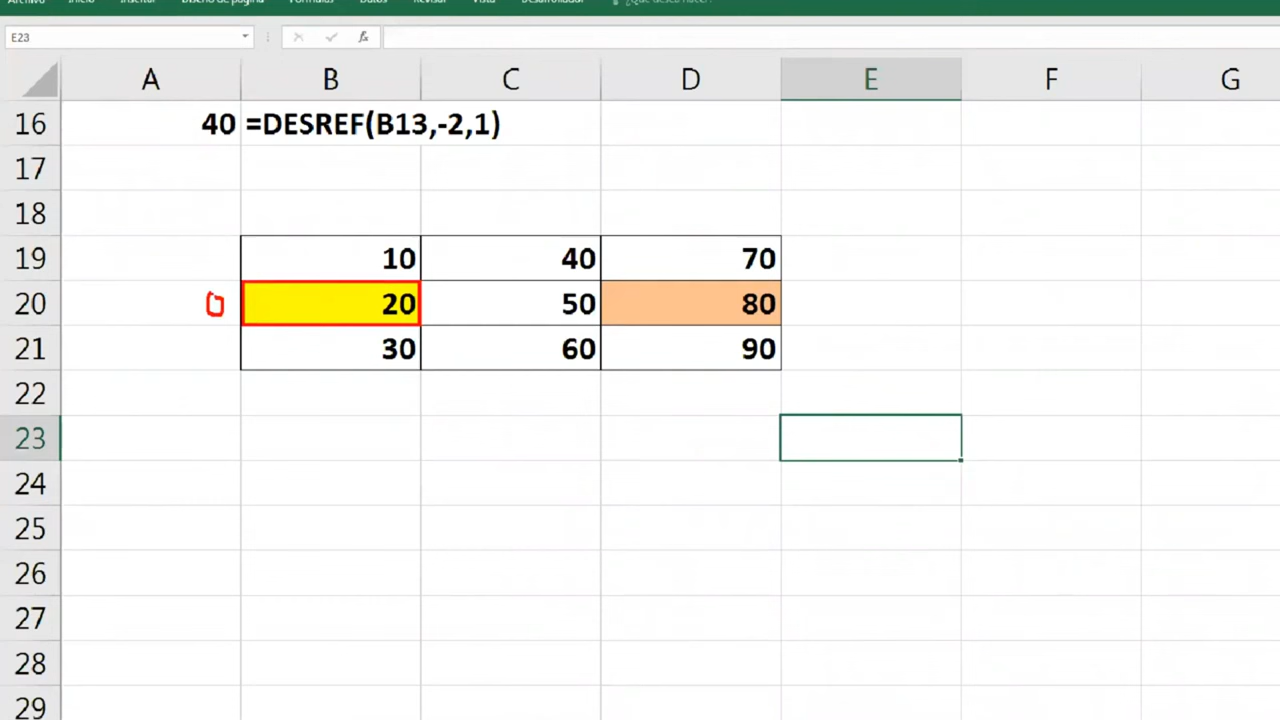 Archivo Inicio Insertar Diseño de página Fórmulas Datos Revisar Vista Desarrollador ¿Qué desea hacer?
E23 fx
A B C D E F G
16 40 =DESREF(B13,-2,1)
17
18
19 10 40 70
20 0 20 50 80
21 30 60 90
22
23
24
25
26
27
28
29